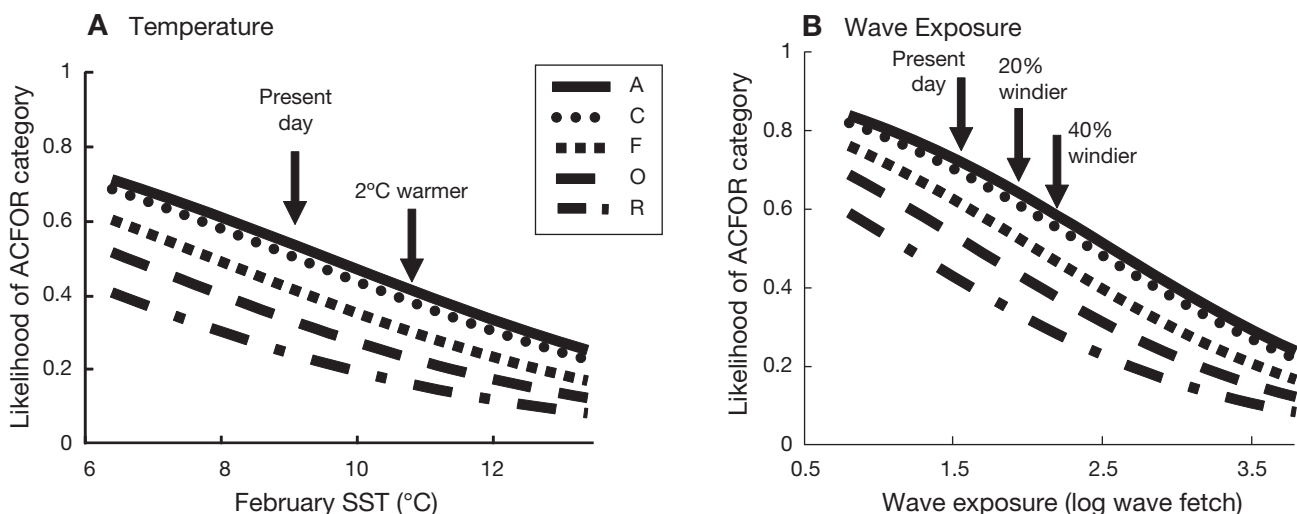 A Temperature
Likelihood of ACFOR category
1
0.8
0.6
0.4
0.2
0
6
8
10
12
February SST (°C)
Present
day
2°C warmer
A
C
F
O
R
B Wave Exposure
Likelihood of ACFOR category
1
0.8
0.6
0.4
0.2
0
0.5
1.5
2.5
3.5
Wave exposure (log wave fetch)
Present
day
20%
windier
40%
windier